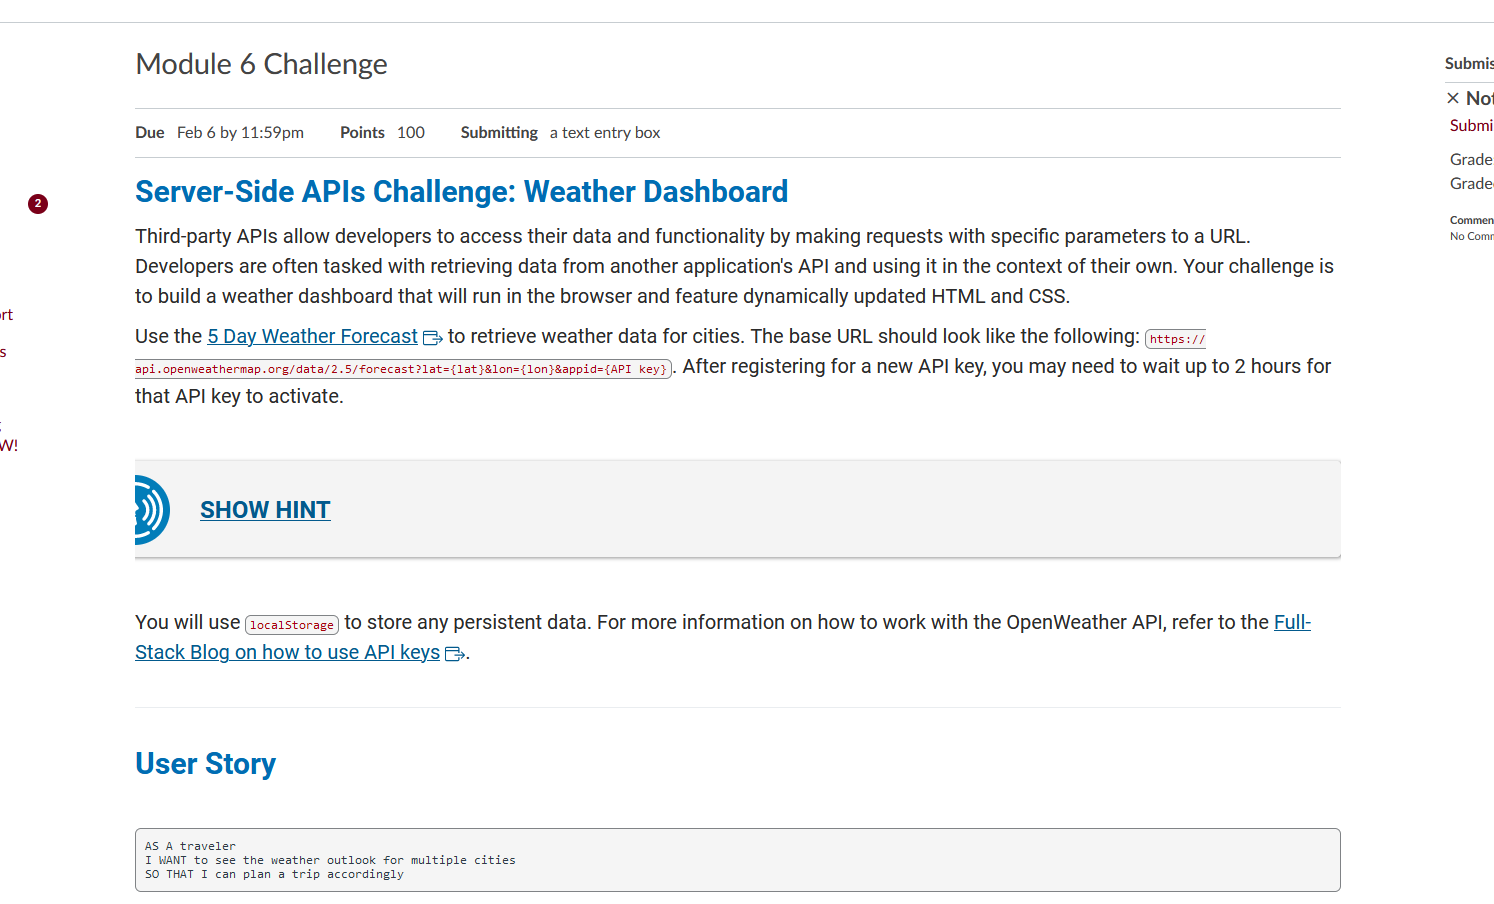 Module 6 Challenge
Due Feb 6 by 11:59pm Points 100 Submitting a text entry box
Server-Side APIs Challenge: Weather Dashboard
Third-party APIs allow developers to access their data and functionality by making requests with specific parameters to a URL.
Developers are often tasked with retrieving data from another application's API and using it in the context of their own. Your challenge is
to build a weather dashboard that will run in the browser and feature dynamically updated HTML and CSS.
Use the 5 Day Weather Forecast to retrieve weather data for cities. The base URL should look like the following: https://
api.openweathermap.org/data/2.5/forecast?lat={lat}&lon={lon}&appid={API key}. After registering for a new API key, you may need to wait up to 2 hours for
that API key to activate.
SHOW HINT
You will use localStorage to store any persistent data. For more information on how to work with the OpenWeather API, refer to the Full-
Stack Blog on how to use API keys.
User Story
AS A traveler
I WANT to see the weather outlook for multiple cities
SO THAT I can plan a trip accordingly
2
rt
s
W!
Submis
× Not
Submi
Grade
Grade
Commen
No Comm